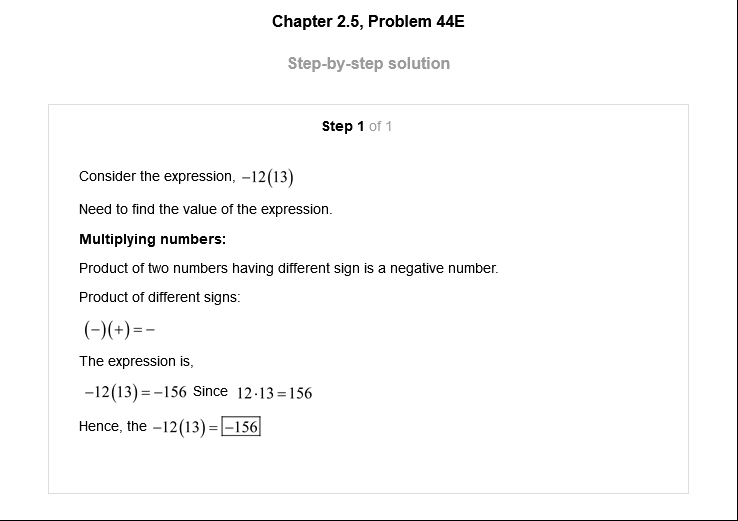 Chapter 2.5, Problem 44E
Step-by-step solution
Step 1 of 1
Consider the expression, −12(13)
Need to find the value of the expression.
Multiplying numbers:
Product of two numbers having different sign is a negative number.
Product of different signs:
(−)(+)=−
The expression is,
−12(13)=−156 Since 12·13=156
Hence, the −12(13)=−156